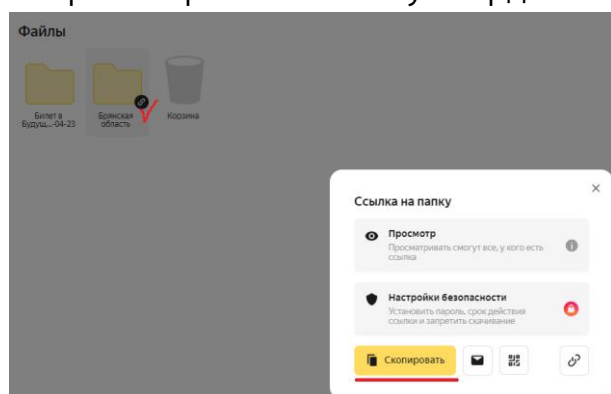 Файлы
Билет в
Будущ...-04-23
Брянская
область
Корзина
Ссылка на папку
Просмотр
Просматривать смогут все, у кого есть
ссылка
Настройки безопасности
Установить пароль, срок действия
ссылки и запретить скачивание
Скопировать